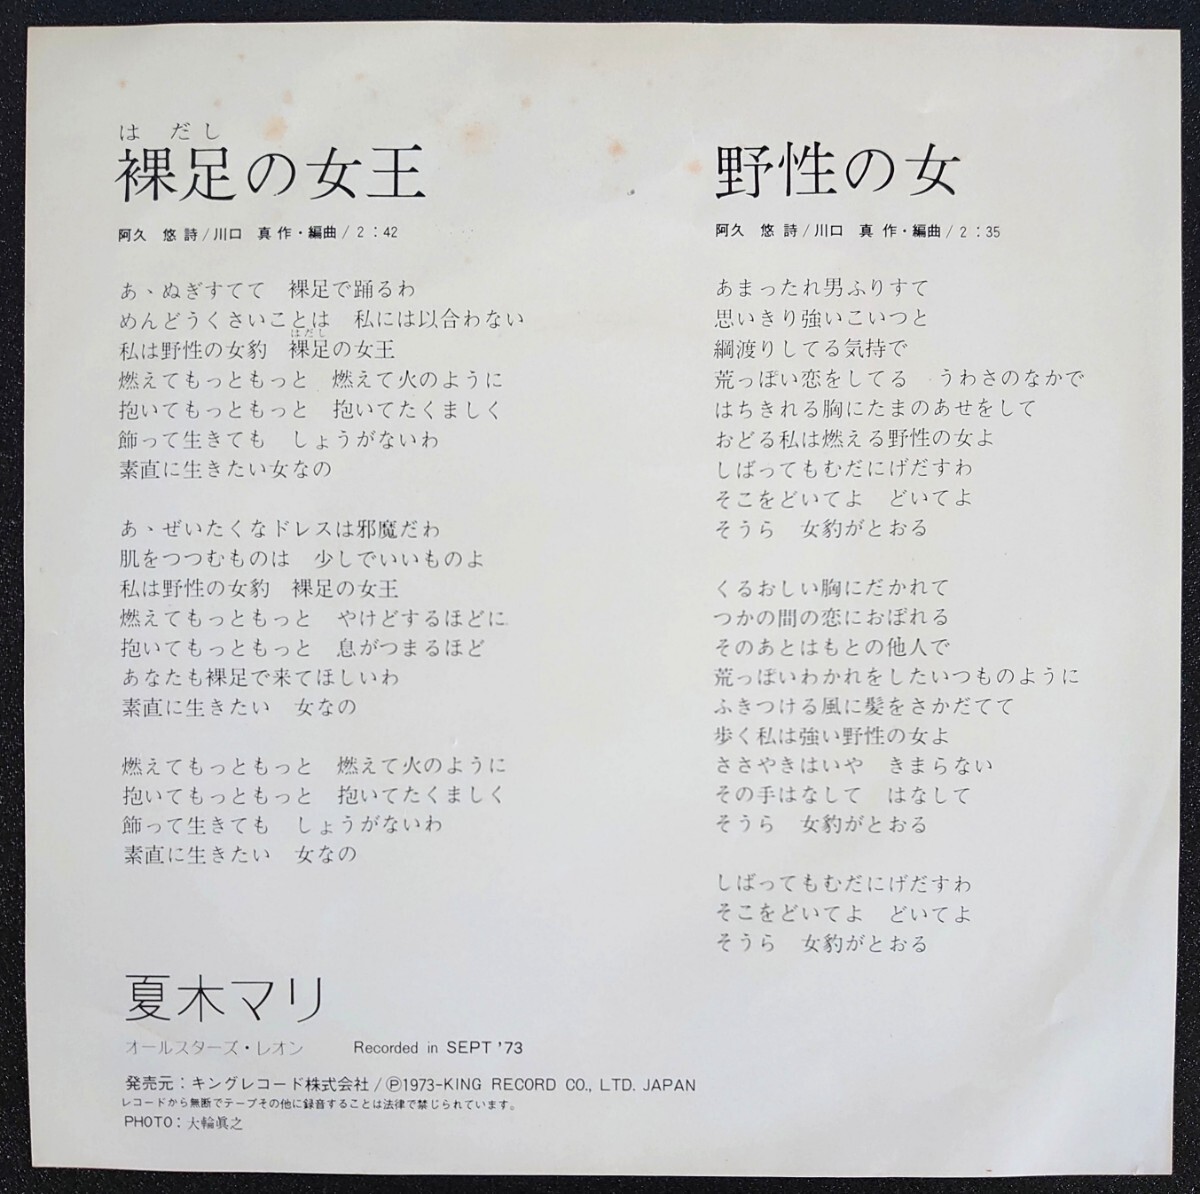 はだし
裸足の女王
阿久　悠 詩/川口　真 作・編曲/2：42
あゝぬぎすてて　裸足で踊るわ
めんどうくさいことは　私には以合わない
はだし
私は野性の女豹　裸足の女王
燃えてもっともっと　燃えて火のように
抱いてもっともっと　抱いてたくましく
飾って生きても　しょうがないわ
素直に生きたい女なの
あゝぜいたくなドレスは邪魔だわ
肌をつつむものは　少しでいいものよ
私は野性の女豹　裸足の女王
燃えてもっともっと　やけどするほどに
抱いてもっともっと　息がつまるほど
あなたも裸足で来てほしいわ
素直に生きたい　女なの
燃えてもっともっと　燃えて火のように
抱いてもっともっと　抱いてたくましく
飾って生きても　しょうがないわ
素直に生きたい　女なの
野性の女
阿久　悠 詩/川口　真 作・編曲/2：35
あまったれ男ふりすて
思いきり強いこいつと
綱渡りしてる気持で
荒っぽい恋をしてる　うわさのなかで
はちきれる胸にたまのあせをして
おどる私は燃える野性の女よ
しばってもむだにげだすわ
そこをどいてよ　どいてよ
そうら　女豹がとおる
くるおしい胸にだかれて
つかの間の恋におぼれる
そのあとはもとの他人で
荒っぽいわかれをしたいつものように
ふきつける風に髪をさかだてて
歩く私は強い野性の女よ
ささやきはいや　きまらない
その手はなして　はなして
そうら　女豹がとおる
しばってもむだにげだすわ
そこをどいてよ　どいてよ
そうら　女豹がとおる
夏木マリ
オールスターズ・レオン　Recorded in SEPT '73
発売元：キングレコード株式会社/Ⓟ1973-KING RECORD CO., LTD. JAPAN
レコードから無断でテープその他に録音することは法律で禁じられています。
PHOTO：大輪眞之